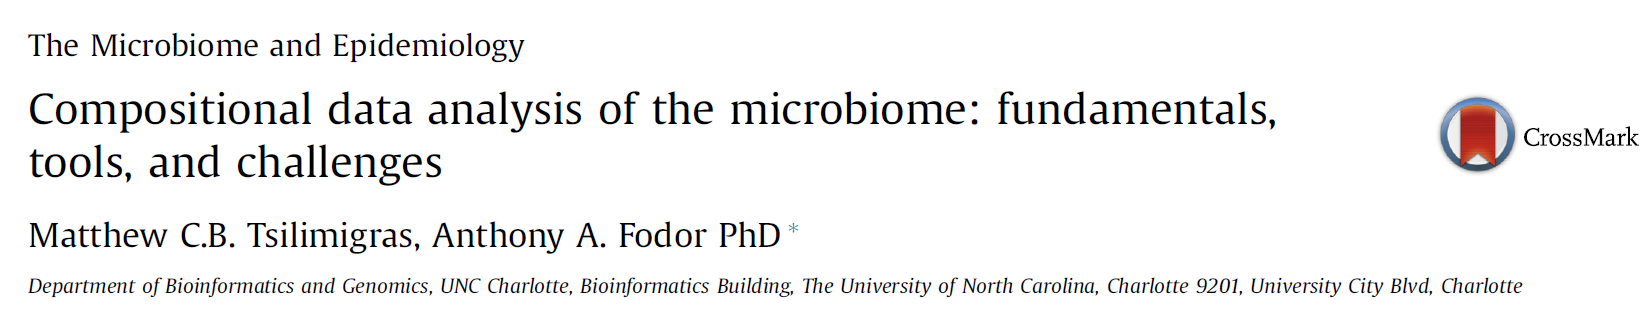 The Microbiome and Epidemiology
Compositional data analysis of the microbiome: fundamentals,
tools, and challenges
CrossMark
Matthew C.B. Tsilimigras, Anthony A. Fodor PhD *
Department of Bioinformatics and Genomics, UNC Charlotte, Bioinformatics Building, The University of North Carolina, Charlotte 9201, University City Blvd, Charlotte